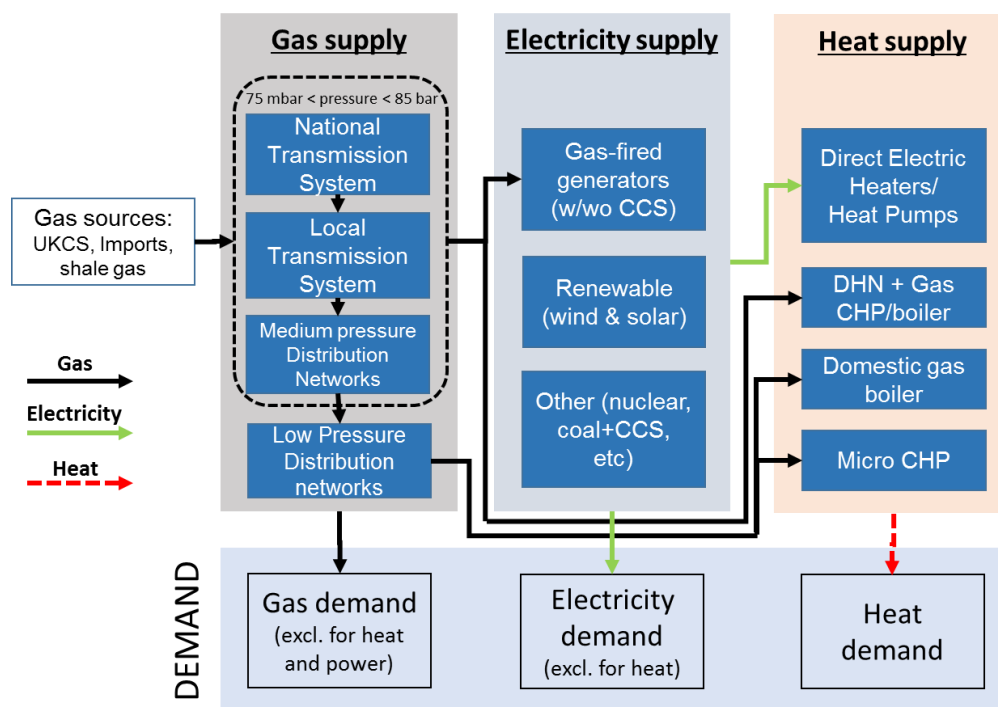 Gas supply
Electricity supply
Heat supply
75 mbar < pressure < 85 bar
National
Transmission
System
Local
Transmission
System
Medium pressure
Distribution
Networks
Low Pressure
Distribution
networks
Gas sources:
UKCS, Imports,
shale gas
Gas
Electricity
Heat
Gas-fired
generators
(w/wo CCS)
Renewable
(wind & solar)
Other (nuclear,
coal+CCS,
etc)
Direct Electric
Heaters/
Heat Pumps
DHN + Gas
CHP/boiler
Domestic gas
boiler
Micro CHP
DEMAND
Gas demand
(excl. for heat
and power)
Electricity
demand
(excl. for heat)
Heat
demand